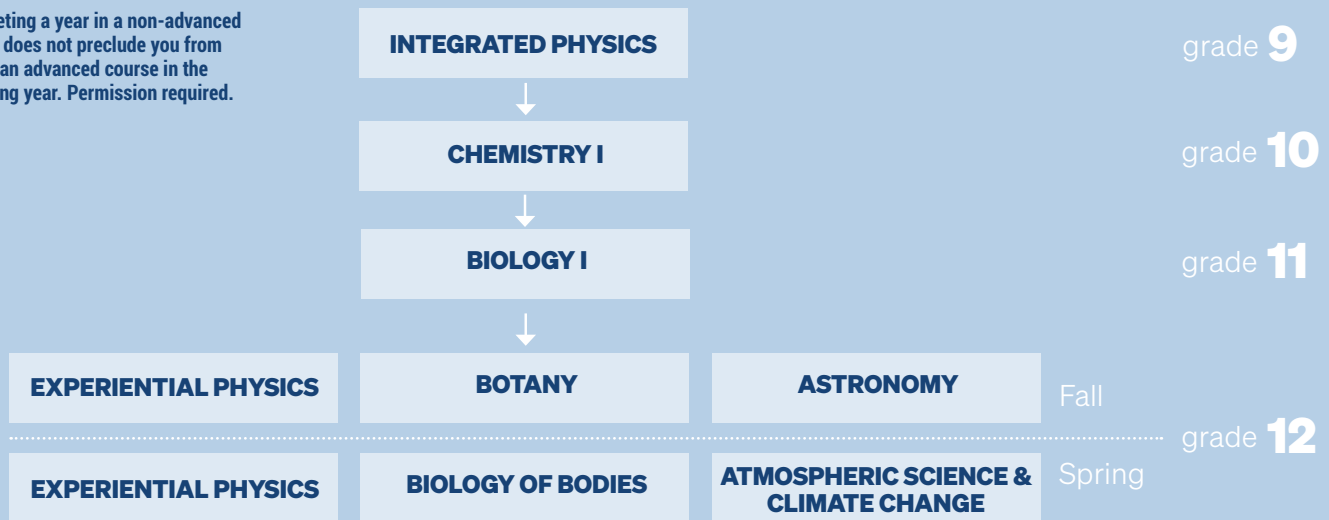 eting a year in a non-advanced
does not preclude you from
an advanced course in the
ng year. Permission required.
INTEGRATED PHYSICS
grade 9
CHEMISTRY I
grade 10
BIOLOGY I
grade 11
EXPERIENTIAL PHYSICS
BOTANY
ASTRONOMY
Fall
grade 12
EXPERIENTIAL PHYSICS
BIOLOGY OF BODIES
ATMOSPHERIC SCIENCE &
CLIMATE CHANGE
Spring